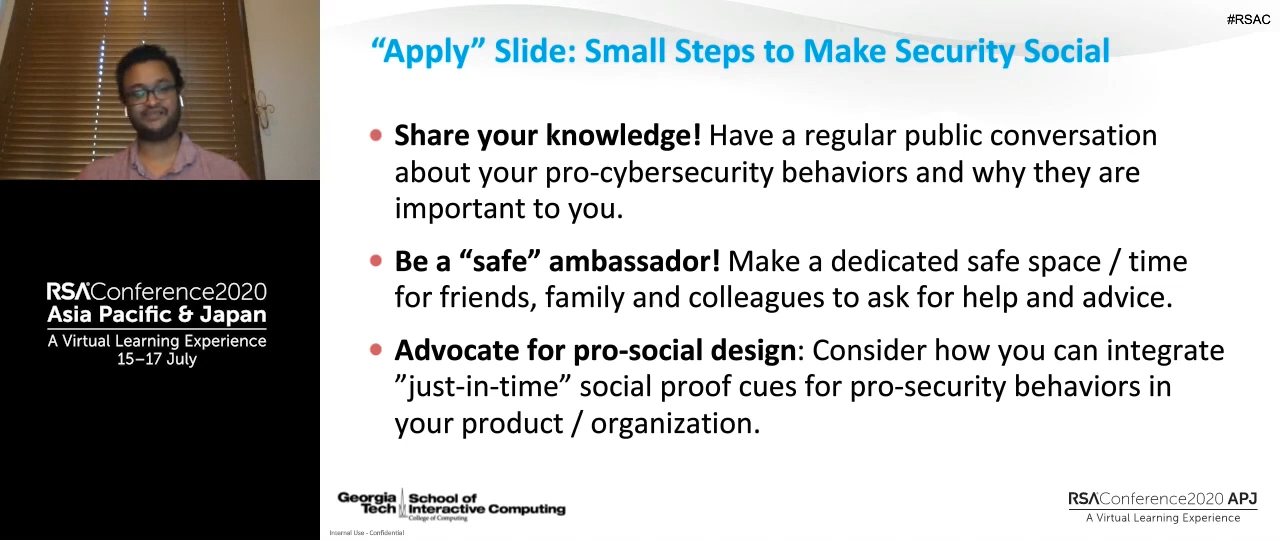 #RSAC
“Apply” Slide: Small Steps to Make Security Social
• Share your knowledge! Have a regular public conversation
about your pro-cybersecurity behaviors and why they are
important to you.
• Be a “safe” ambassador! Make a dedicated safe space / time
for friends, family and colleagues to ask for help and advice.
• Advocate for pro-social design: Consider how you can integrate
”just-in-time” social proof cues for pro-security behaviors in
your product / organization.
RSAConference2020
Asia Pacific & Japan
A Virtual Learning Experience
15–17 July
Georgia Tech
School of
Interactive Computing
College of Computing
Internal Use - Confidential
RSAConference2020 APJ
A Virtual Learning Experience